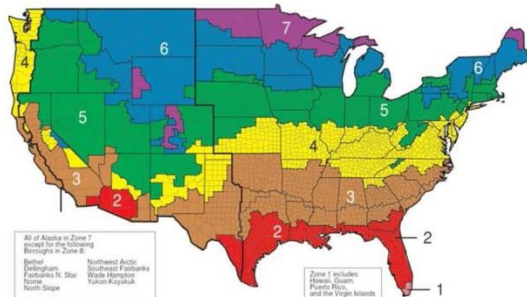 7
6
6
4
6
5
5
4
3
3
2
2
2
1
All of Alaska in Zone 7
except for the following
Boroughs in Zone 8:
Bethel Northwest Arctic
Dellingham Southeast Fairbanks
Fairbanks N. Star Wade Hampton
Nome Yukon-Koyukuk
North Slope
Zone 1 includes
Hawaii, Guam,
Puerto Rico,
and the Virgin Islands